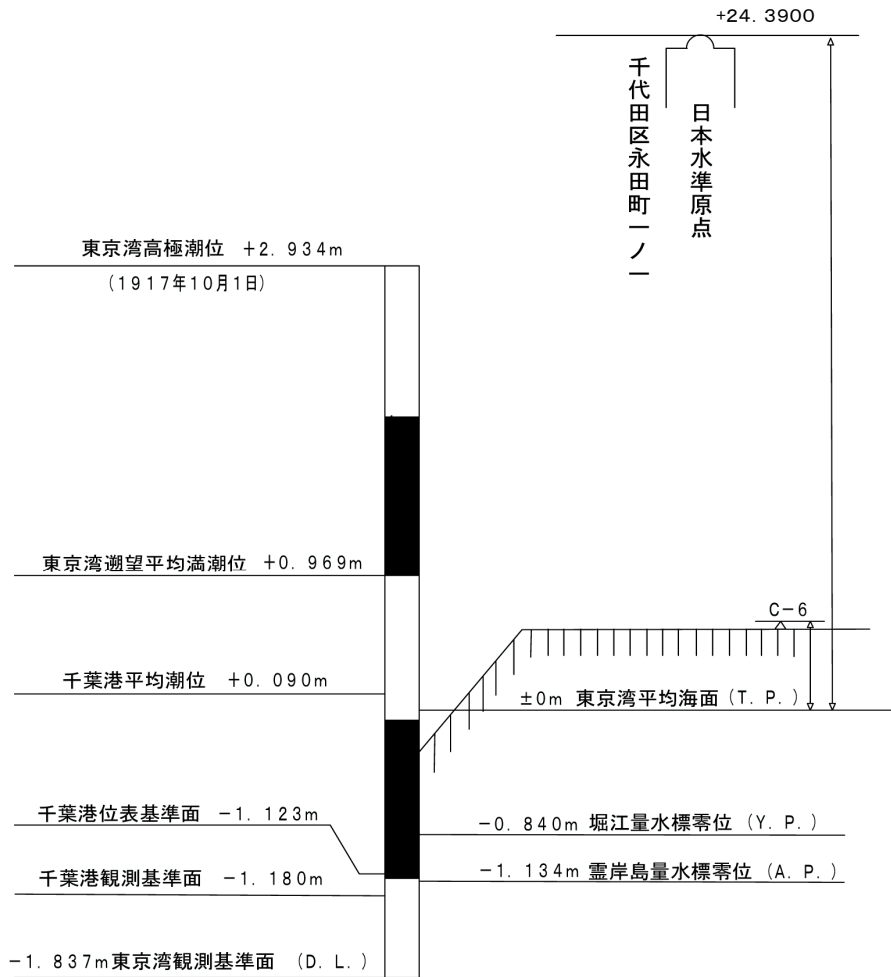 +24. 3900
千代田区永田町一ノ一
日本水準原点
東京湾高極潮位 +2. 934m
(1917年10月1日)
東京湾遡望平均満潮位 +0. 969m
C-6
千葉港平均潮位 +0. 090m
±0m 東京湾平均海面 (T. P. )
千葉港位表基準面 -1. 123m
-0. 840m 堀江量水標零位 (Y. P. )
千葉港観測基準面 -1. 180m
-1. 134m 霊岸島量水標零位 (A. P. )
-1. 837m東京湾観測基準面 (D. L. )